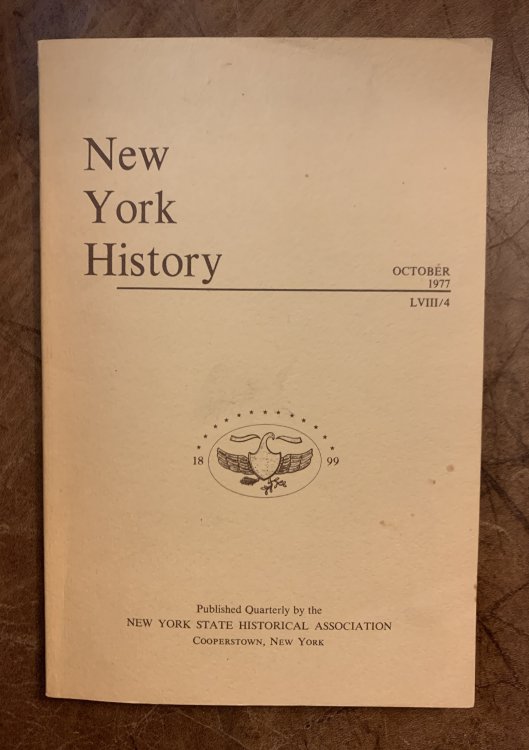 New
York
History
OCTOBER
1977
LVIII/4
18 99
Published Quarterly by the
NEW YORK STATE HISTORICAL ASSOCIATION
COOPERSTOWN, NEW YORK